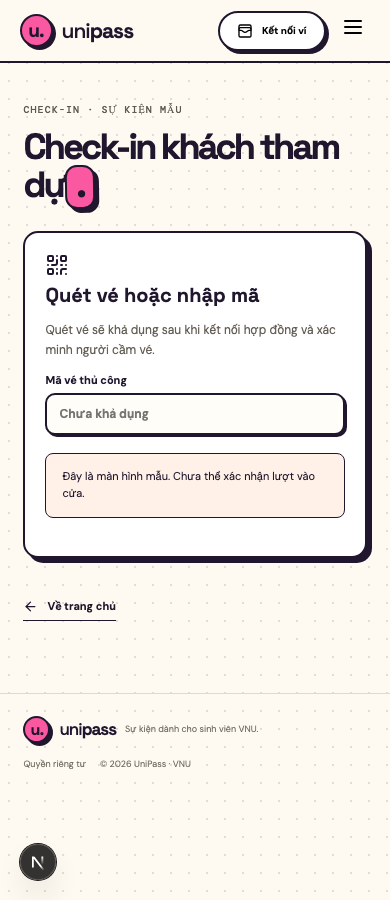 u. unipass
Kết nối ví
CHECK-IN · SỰ KIỆN MẪU
Check-in khách tham
dự.
Quét vé hoặc nhập mã
Quét vé sẽ khả dụng sau khi kết nối hợp đồng và xác
minh người cầm vé.
Mã vé thủ công
Chưa khả dụng
Đây là màn hình mẫu. Chưa thể xác nhận lượt vào
cửa.
← Về trang chủ
u. unipass Sự kiện dành cho sinh viên VNU.
Quyền riêng tư © 2026 UniPass · VNU
N